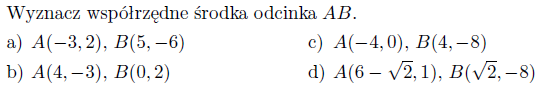 Wyznacz współrzędne środka odcinka AB.
a) A(−3, 2), B(5, −6) c) A(−4, 0), B(4, −8)
b) A(4, −3), B(0, 2) d) A(6 − √2, 1), B(√2, −8)